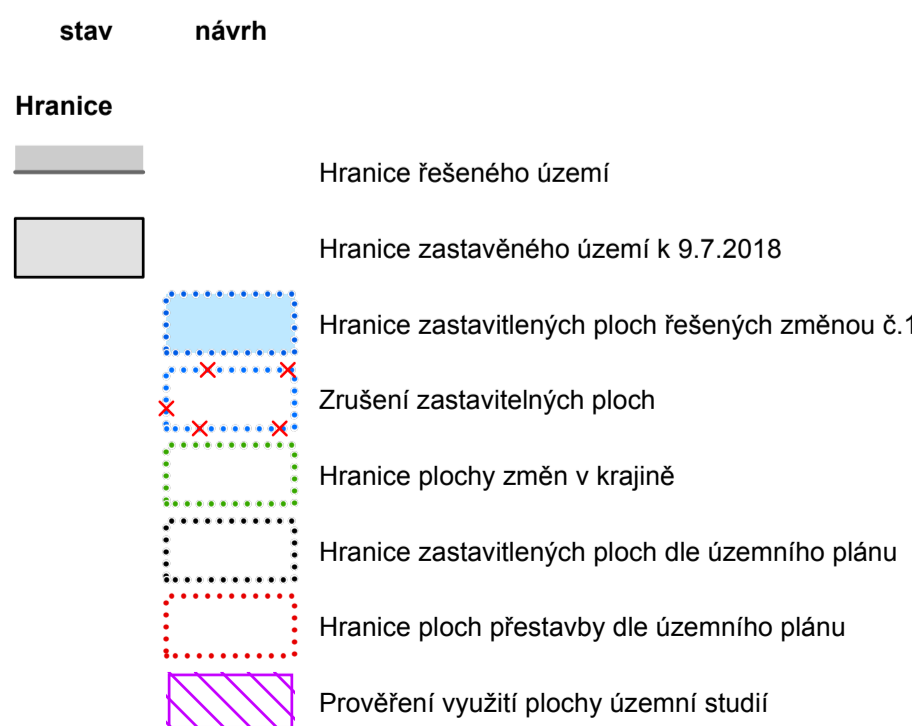 stav návrh
Hranice
Hranice řešeného území
Hranice zastavěného území k 9.7.2018
Hranice zastavitlených ploch řešených změnou č.1
Zrušení zastavitelných ploch
Hranice plochy změn v krajině
Hranice zastavitlených ploch dle územního plánu
Hranice ploch přestavby dle územního plánu
Prověření využití plochy územní studií